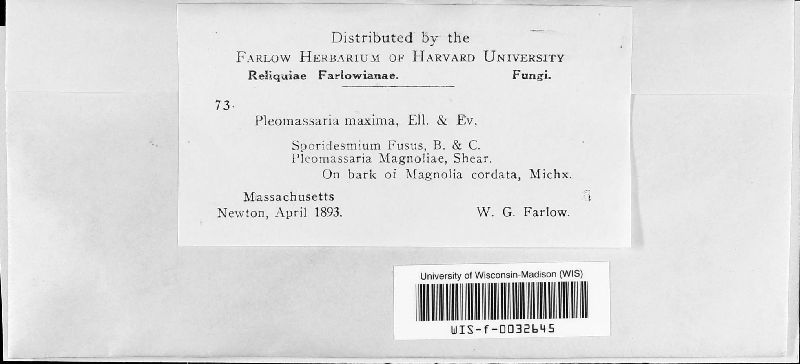 Distributed by the
Farlow Herbarium of Harvard University
Reliquiae Farlowianae. Fungi.
73.
Pleomassaria maxima, Ell. & Ev.
Sporidesmium Fusus, B. & C.
Pleomassaria Magnoliae, Shear.
On bark of Magnolia cordata, Michx.
Massachusetts
Newton, April 1893. W. G. Farlow.
University of Wisconsin-Madison (WIS)
WIS-f-0032645